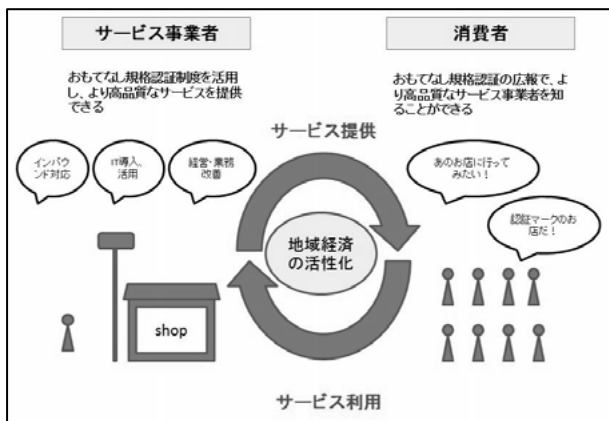 サービス事業者
おもてなし規格認証制度を活用
し、より高品質なサービスを提供
できる
インバウ
ンド対応
IT導入、
活用
経営・業務
改善
shop
サービス提供
地域経済
の活性化
サービス利用
消費者
おもてなし規格認証の広報で、よ
り高品質なサービス事業者を知
ることができる
あのお店に行って
みたい!
認証マークのお
店だ!